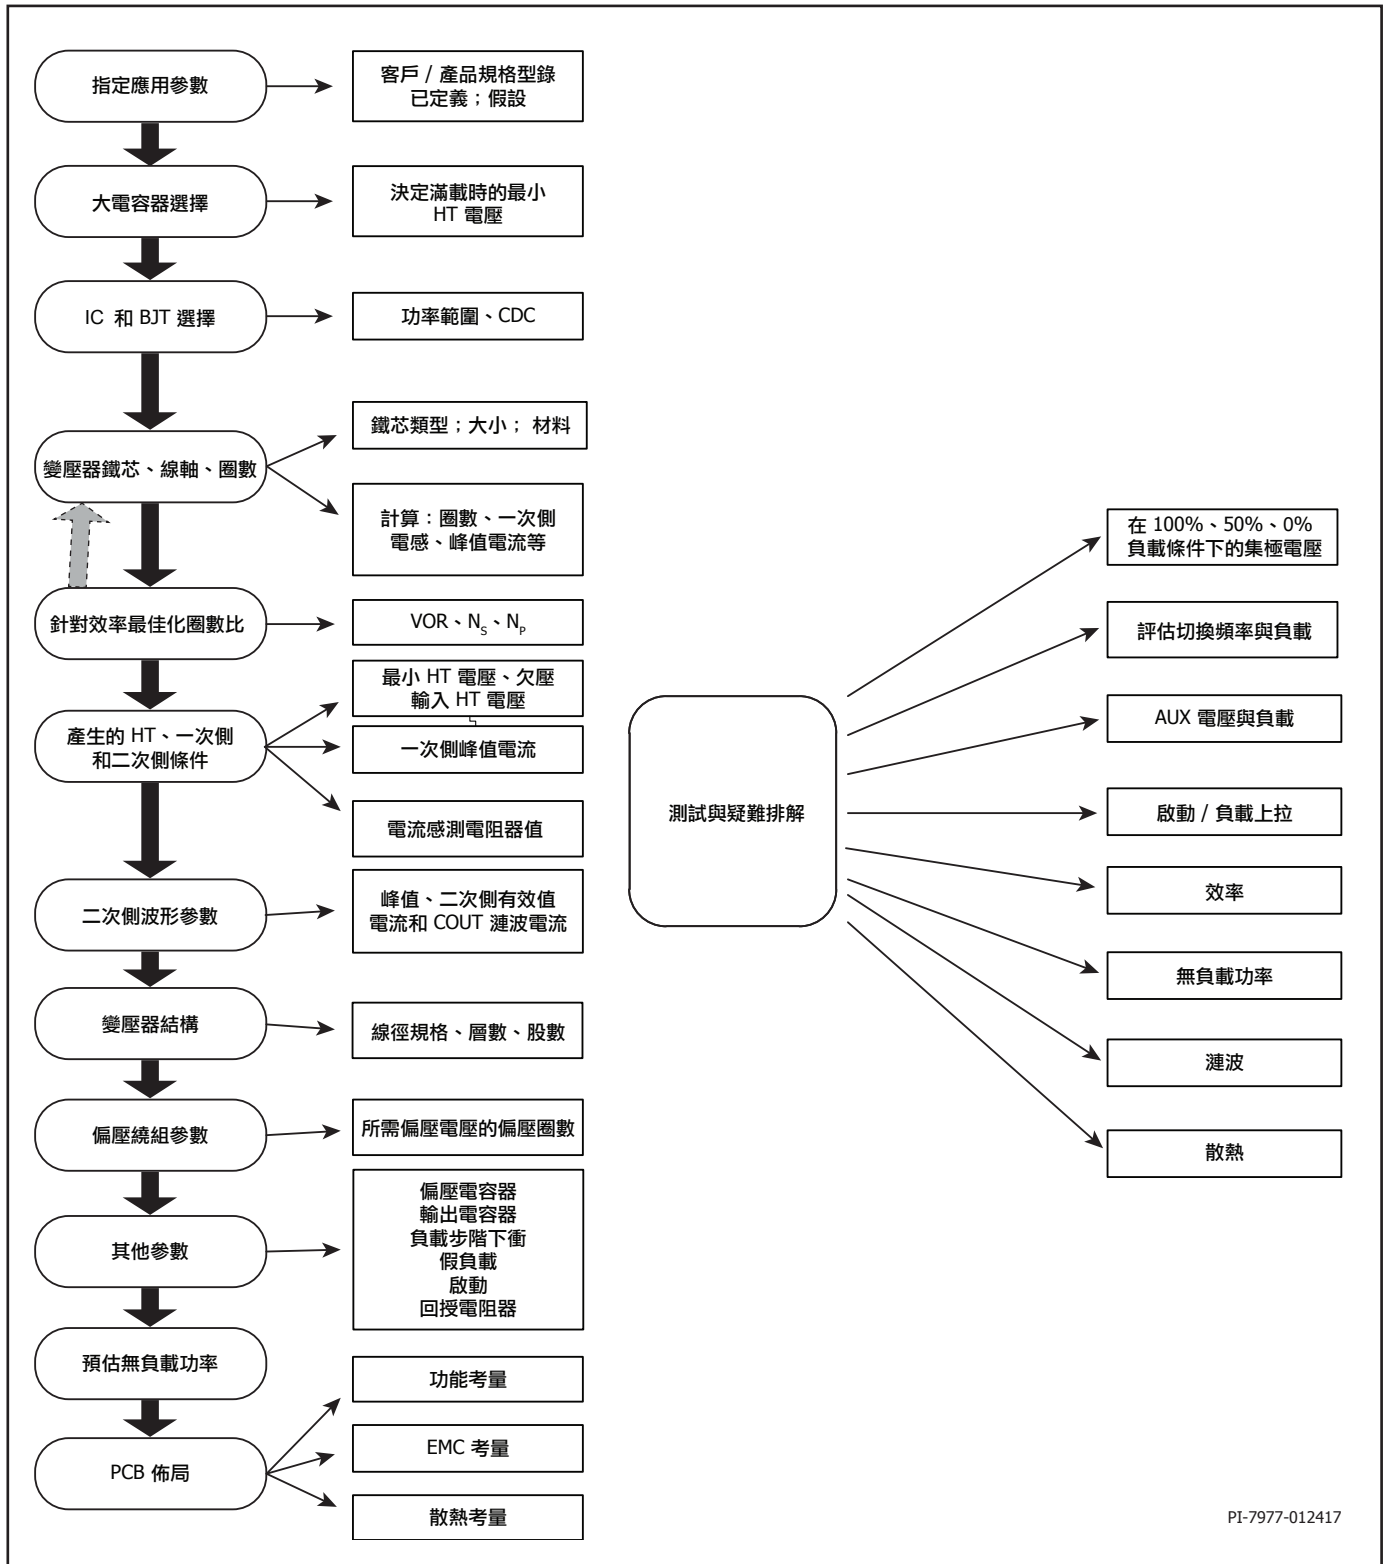 指定應用參數
客戶 / 產品規格型錄
已定義；假設
大電容器選擇
決定滿載時的最小
HT 電壓
IC 和 BJT 選擇
功率範圍、CDC
變壓器鐵芯、線軸、圈數
鐵芯類型；大小； 材料
計算：圈數、一次側
電感、峰值電流等
針對效率最佳化圈數比
VOR、NS、NP
產生的 HT、一次側
和二次側條件
最小 HT 電壓、欠壓
輸入 HT 電壓
一次側峰值電流
電流感測電阻器值
二次側波形參數
峰值、二次側有效值
電流和 COUT 漣波電流
變壓器結構
線徑規格、層數、股數
偏壓繞組參數
所需偏壓電壓的偏壓圈數
其他參數
偏壓電容器
輸出電容器
負載步階下衝
假負載
啟動
回授電阻器
預估無負載功率
PCB 佈局
功能考量
EMC 考量
散熱考量
測試與疑難排解
在 100%、50%、0%
負載條件下的集極電壓
評估切換頻率與負載
AUX 電壓與負載
啟動 / 負載上拉
效率
無負載功率
漣波
散熱
PI-7977-012417